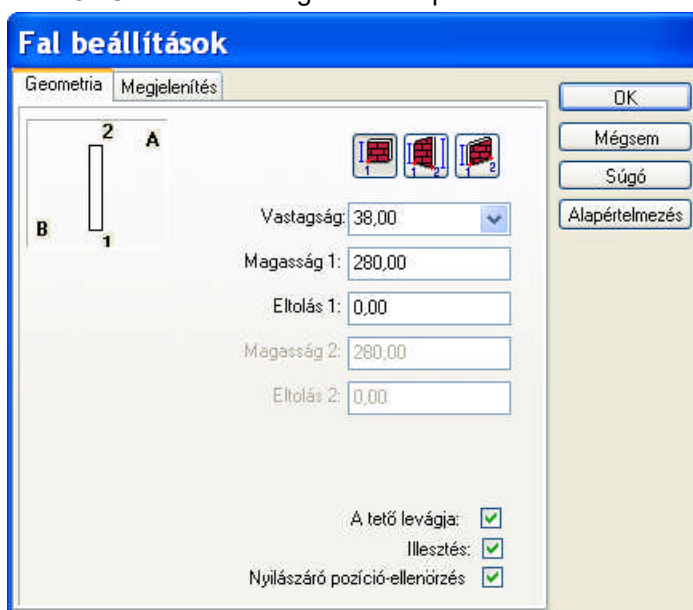 Fal beállítások
Geometria Megjelenítés
OK
Mégsem
Súgó
Alapértelmezés
2 A
B 1
1 1 2 1 2
Vastagság: 38,00
Magasság 1: 280,00
Eltolás 1: 0,00
Magasság 2: 280,00
Eltolás 2: 0,00
A tető levágja:
Illesztés:
Nyilászáró pozíció-ellenörzés